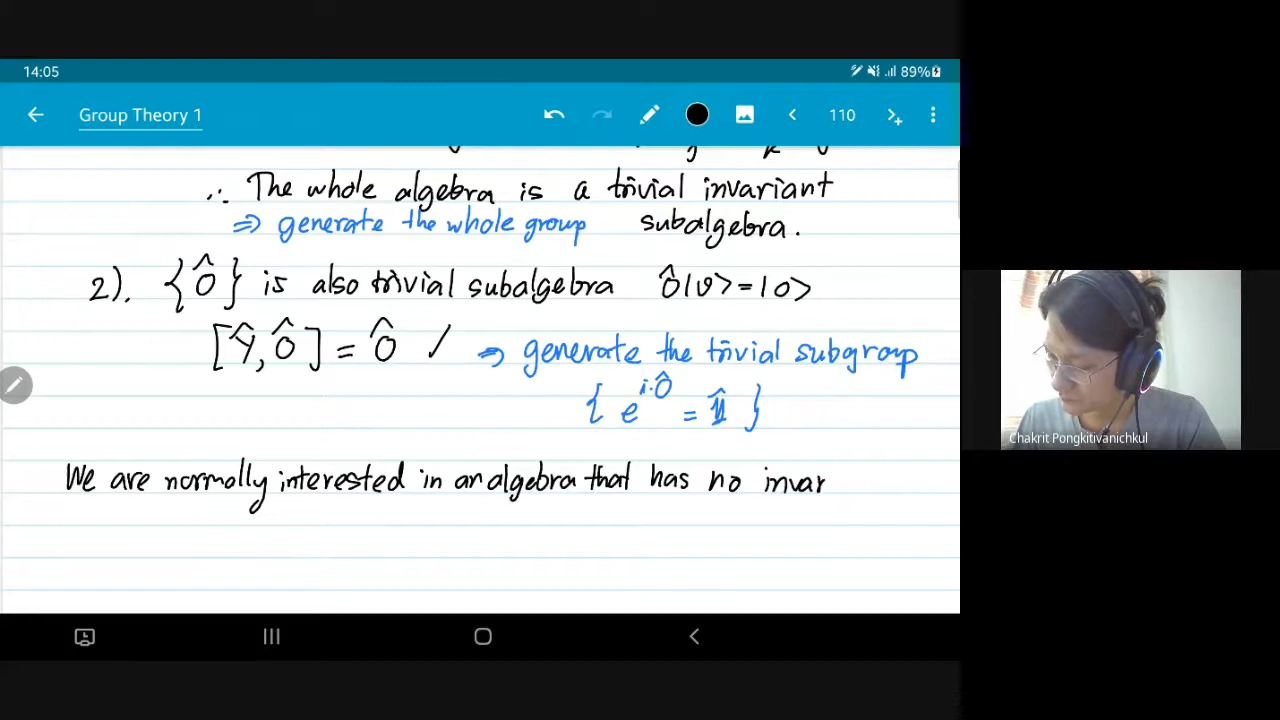 14:05
89%
Group Theory 1
110
∴ The whole algebra is a trivial invariant
⇒ generate the whole group subalgebra.
2). {Ô} is also trivial subalgebra Ô|v> = |0>
[Ŷ, Ô] = Ô ✓ ⇒ generate the trivial subgroup
{ e^{i·Ô} = 𝟙̂ }
We are normally interested in an algebra that has no invar
Chakrit Pongkitivanichkul